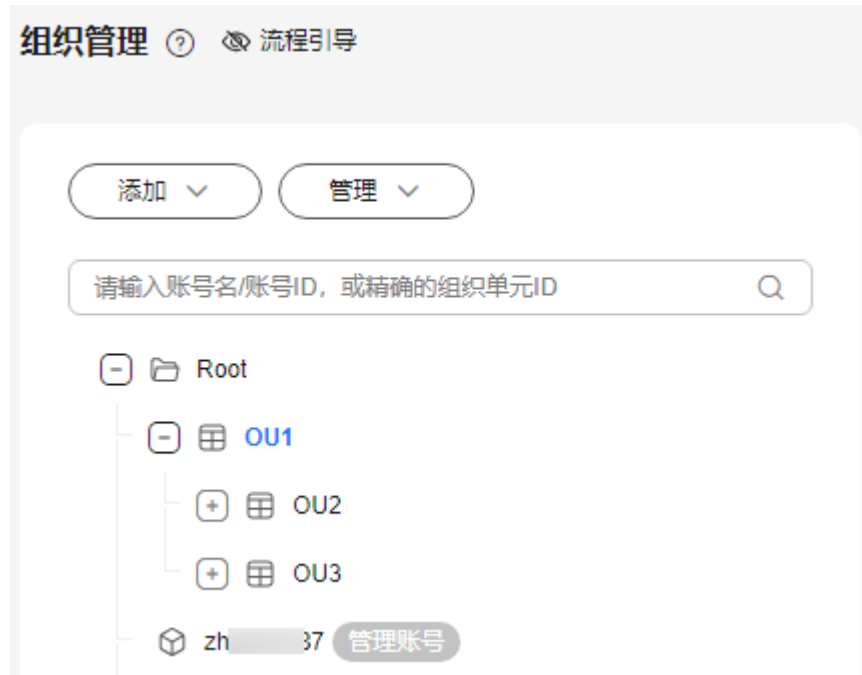 组织管理 流程引导
添加 管理
请输入账号名/账号ID，或精确的组织单元ID
Root
OU1
OU2
OU3
zh 37 管理账号